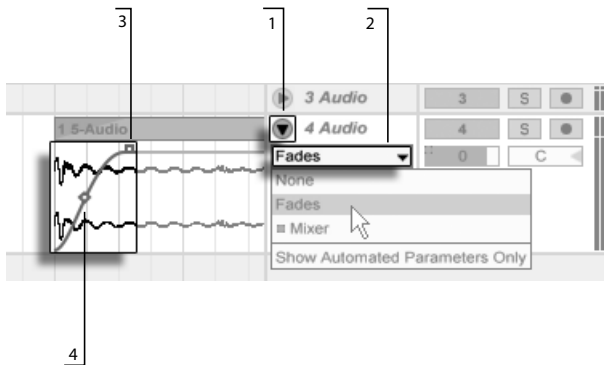 3 1 2
3 Audio 3 S
1 5-Audio 4 Audio 4 S
Fades 0 C
None
Fades
Mixer
Show Automated Parameters Only
4